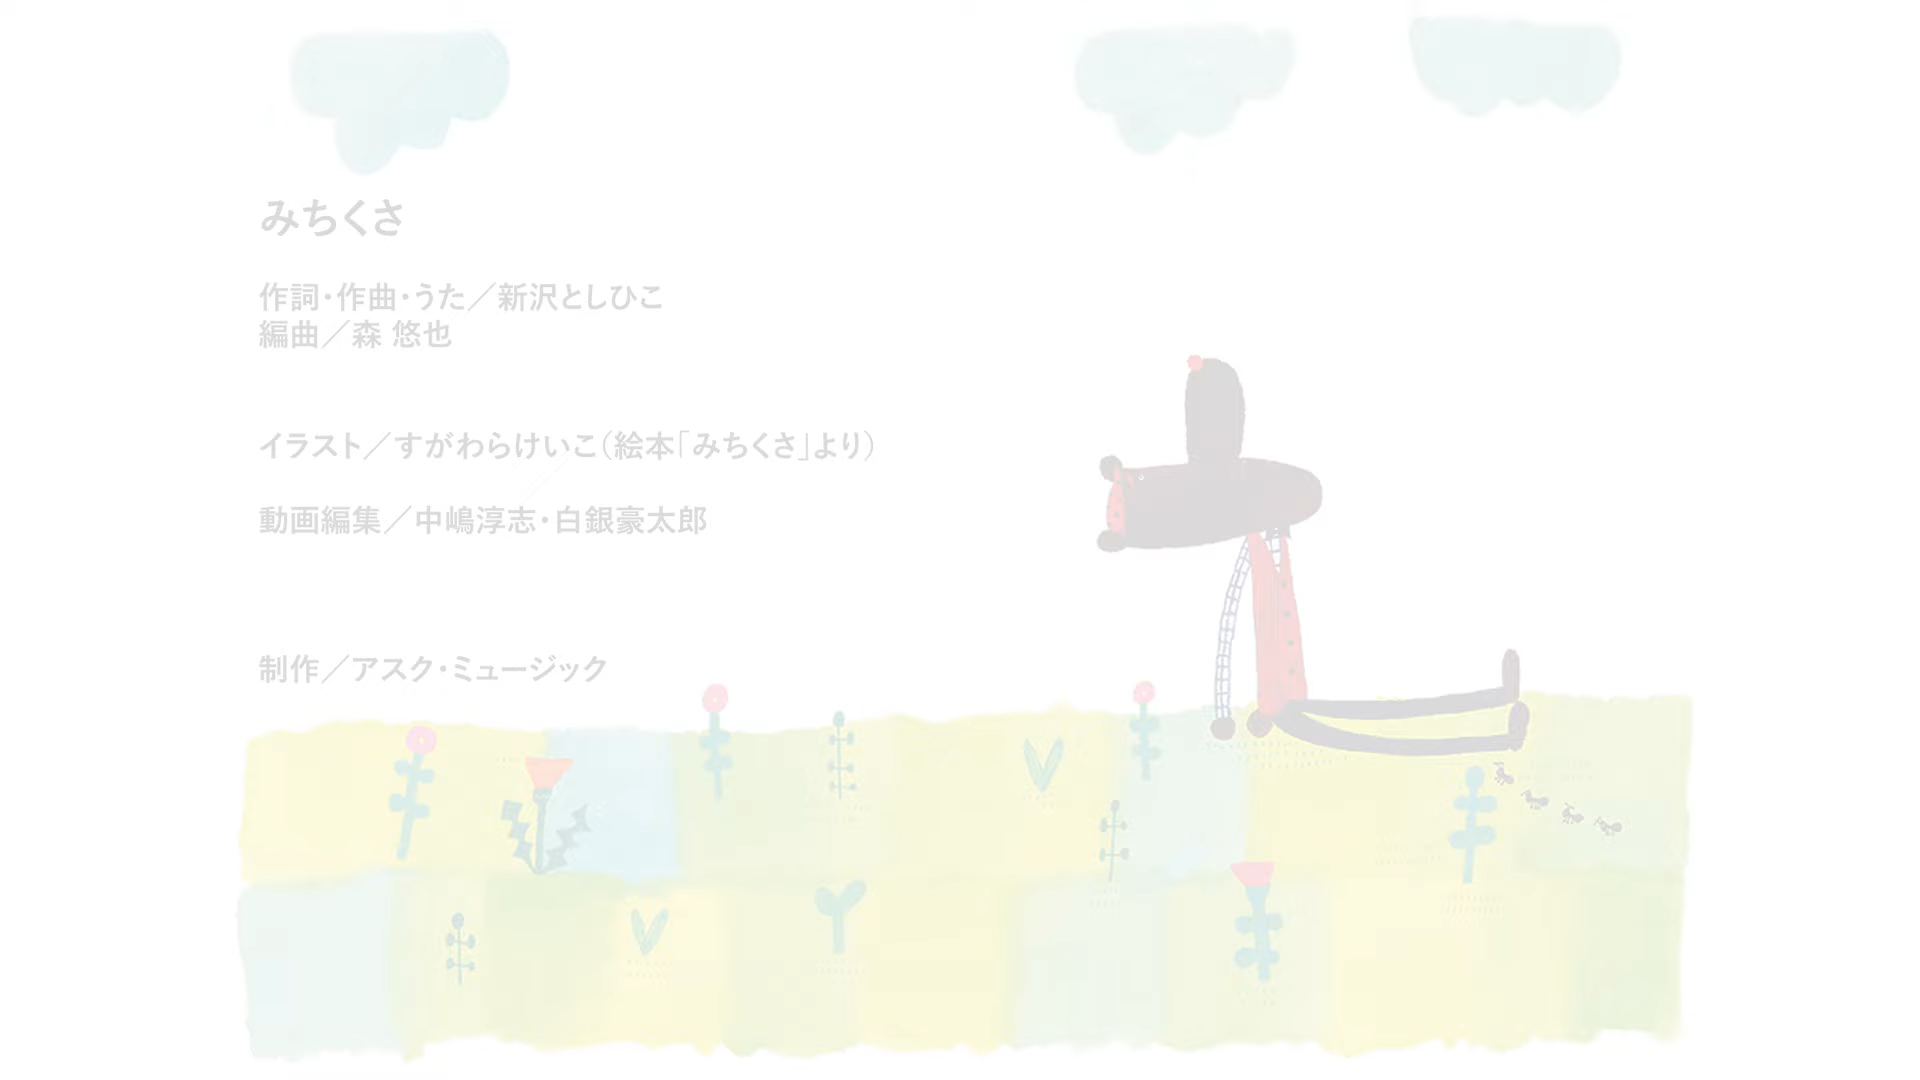 みちくさ
作詞・作曲・うた／新沢としひこ
編曲／森 悠也
イラスト／すがわらけいこ（絵本「みちくさ」より）
動画編集／中嶋淳志・白銀豪太郎
制作／アスク・ミュージック